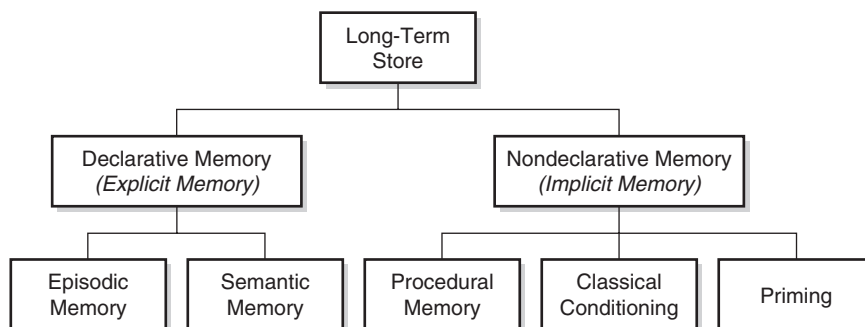 Long-Term
Store
Declarative Memory
(Explicit Memory)
Nondeclarative Memory
(Implicit Memory)
Episodic
Memory
Semantic
Memory
Procedural
Memory
Classical
Conditioning
Priming